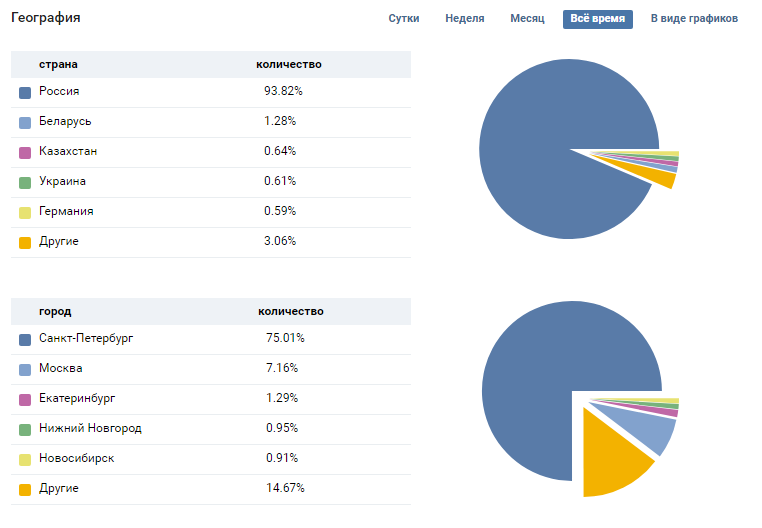 География Сутки Неделя Месяц Всё время В виде графиков
страна количество
Россия 93.82%
Беларусь 1.28%
Казахстан 0.64%
Украина 0.61%
Германия 0.59%
Другие 3.06%
город количество
Санкт-Петербург 75.01%
Москва 7.16%
Екатеринбург 1.29%
Нижний Новгород 0.95%
Новосибирск 0.91%
Другие 14.67%